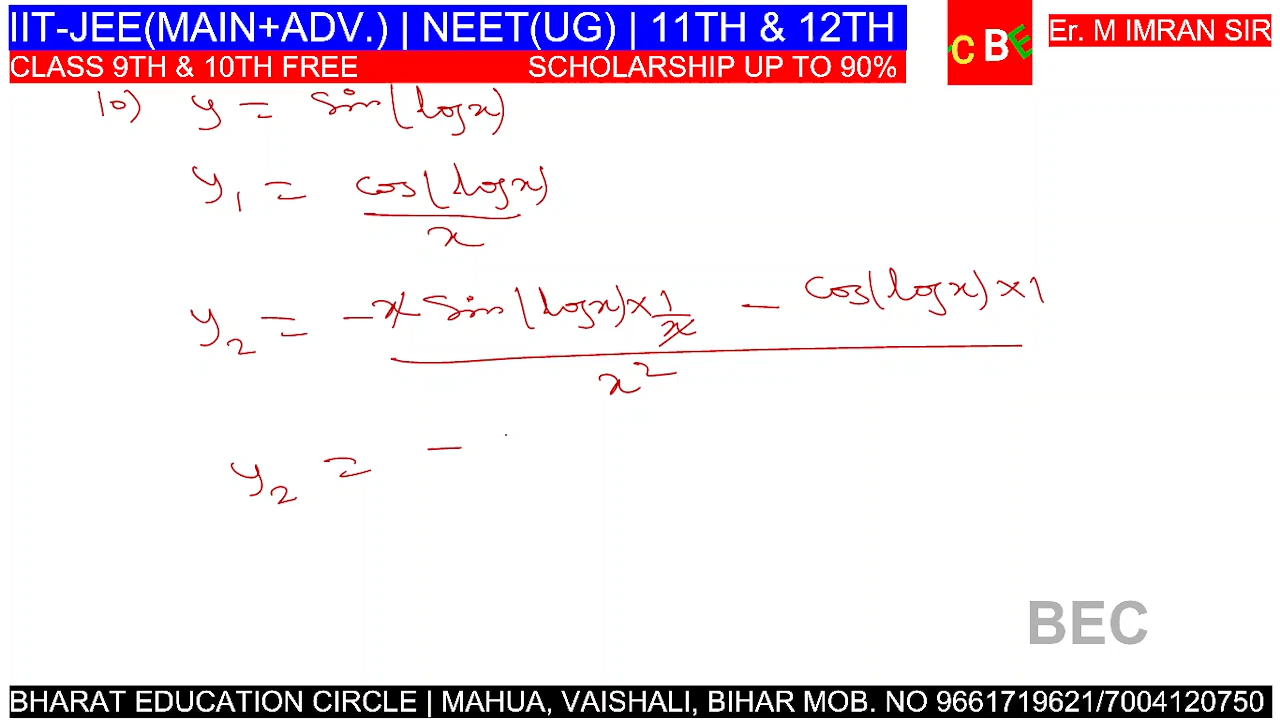 IIT-JEE(MAIN+ADV.) | NEET(UG) | 11TH & 12TH
CBE
Er. M IMRAN SIR
CLASS 9TH & 10TH FREE SCHOLARSHIP UP TO 90%
10) y = sin(logx)
y₁ = cos(logx)
x
y₂ = -x sin(logx)×1/x - cos(logx)×1
x²
y₂ = -
BEC
BHARAT EDUCATION CIRCLE | MAHUA, VAISHALI, BIHAR MOB. NO 9661719621/7004120750